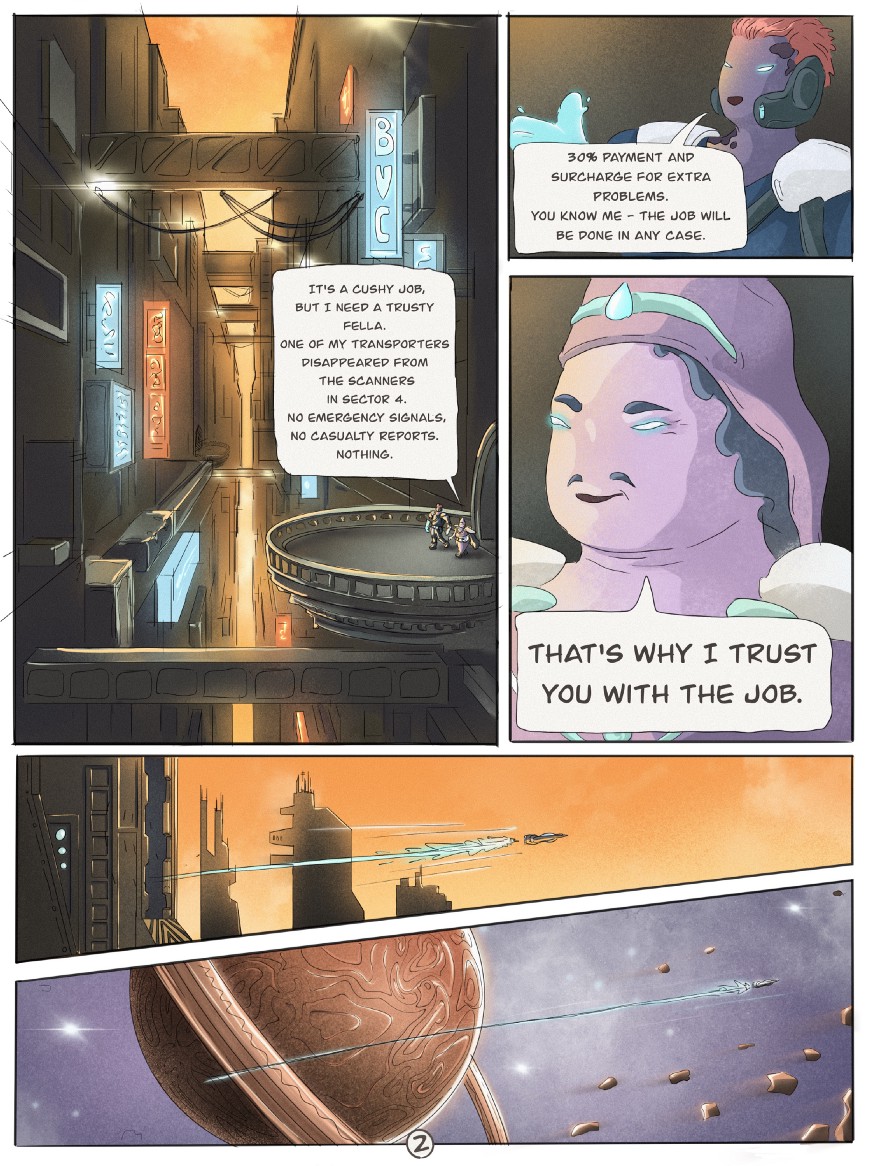 BVC
IT'S A CUSHY JOB,
BUT I NEED A TRUSTY
FELLA.
ONE OF MY TRANSPORTERS
DISAPPEARED FROM
THE SCANNERS
IN SECTOR 4.
NO EMERGENCY SIGNALS,
NO CASUALTY REPORTS.
NOTHING.
30% PAYMENT AND
SURCHARGE FOR EXTRA
PROBLEMS.
YOU KNOW ME - THE JOB WILL
BE DONE IN ANY CASE.
THAT'S WHY I TRUST
YOU WITH THE JOB.
2